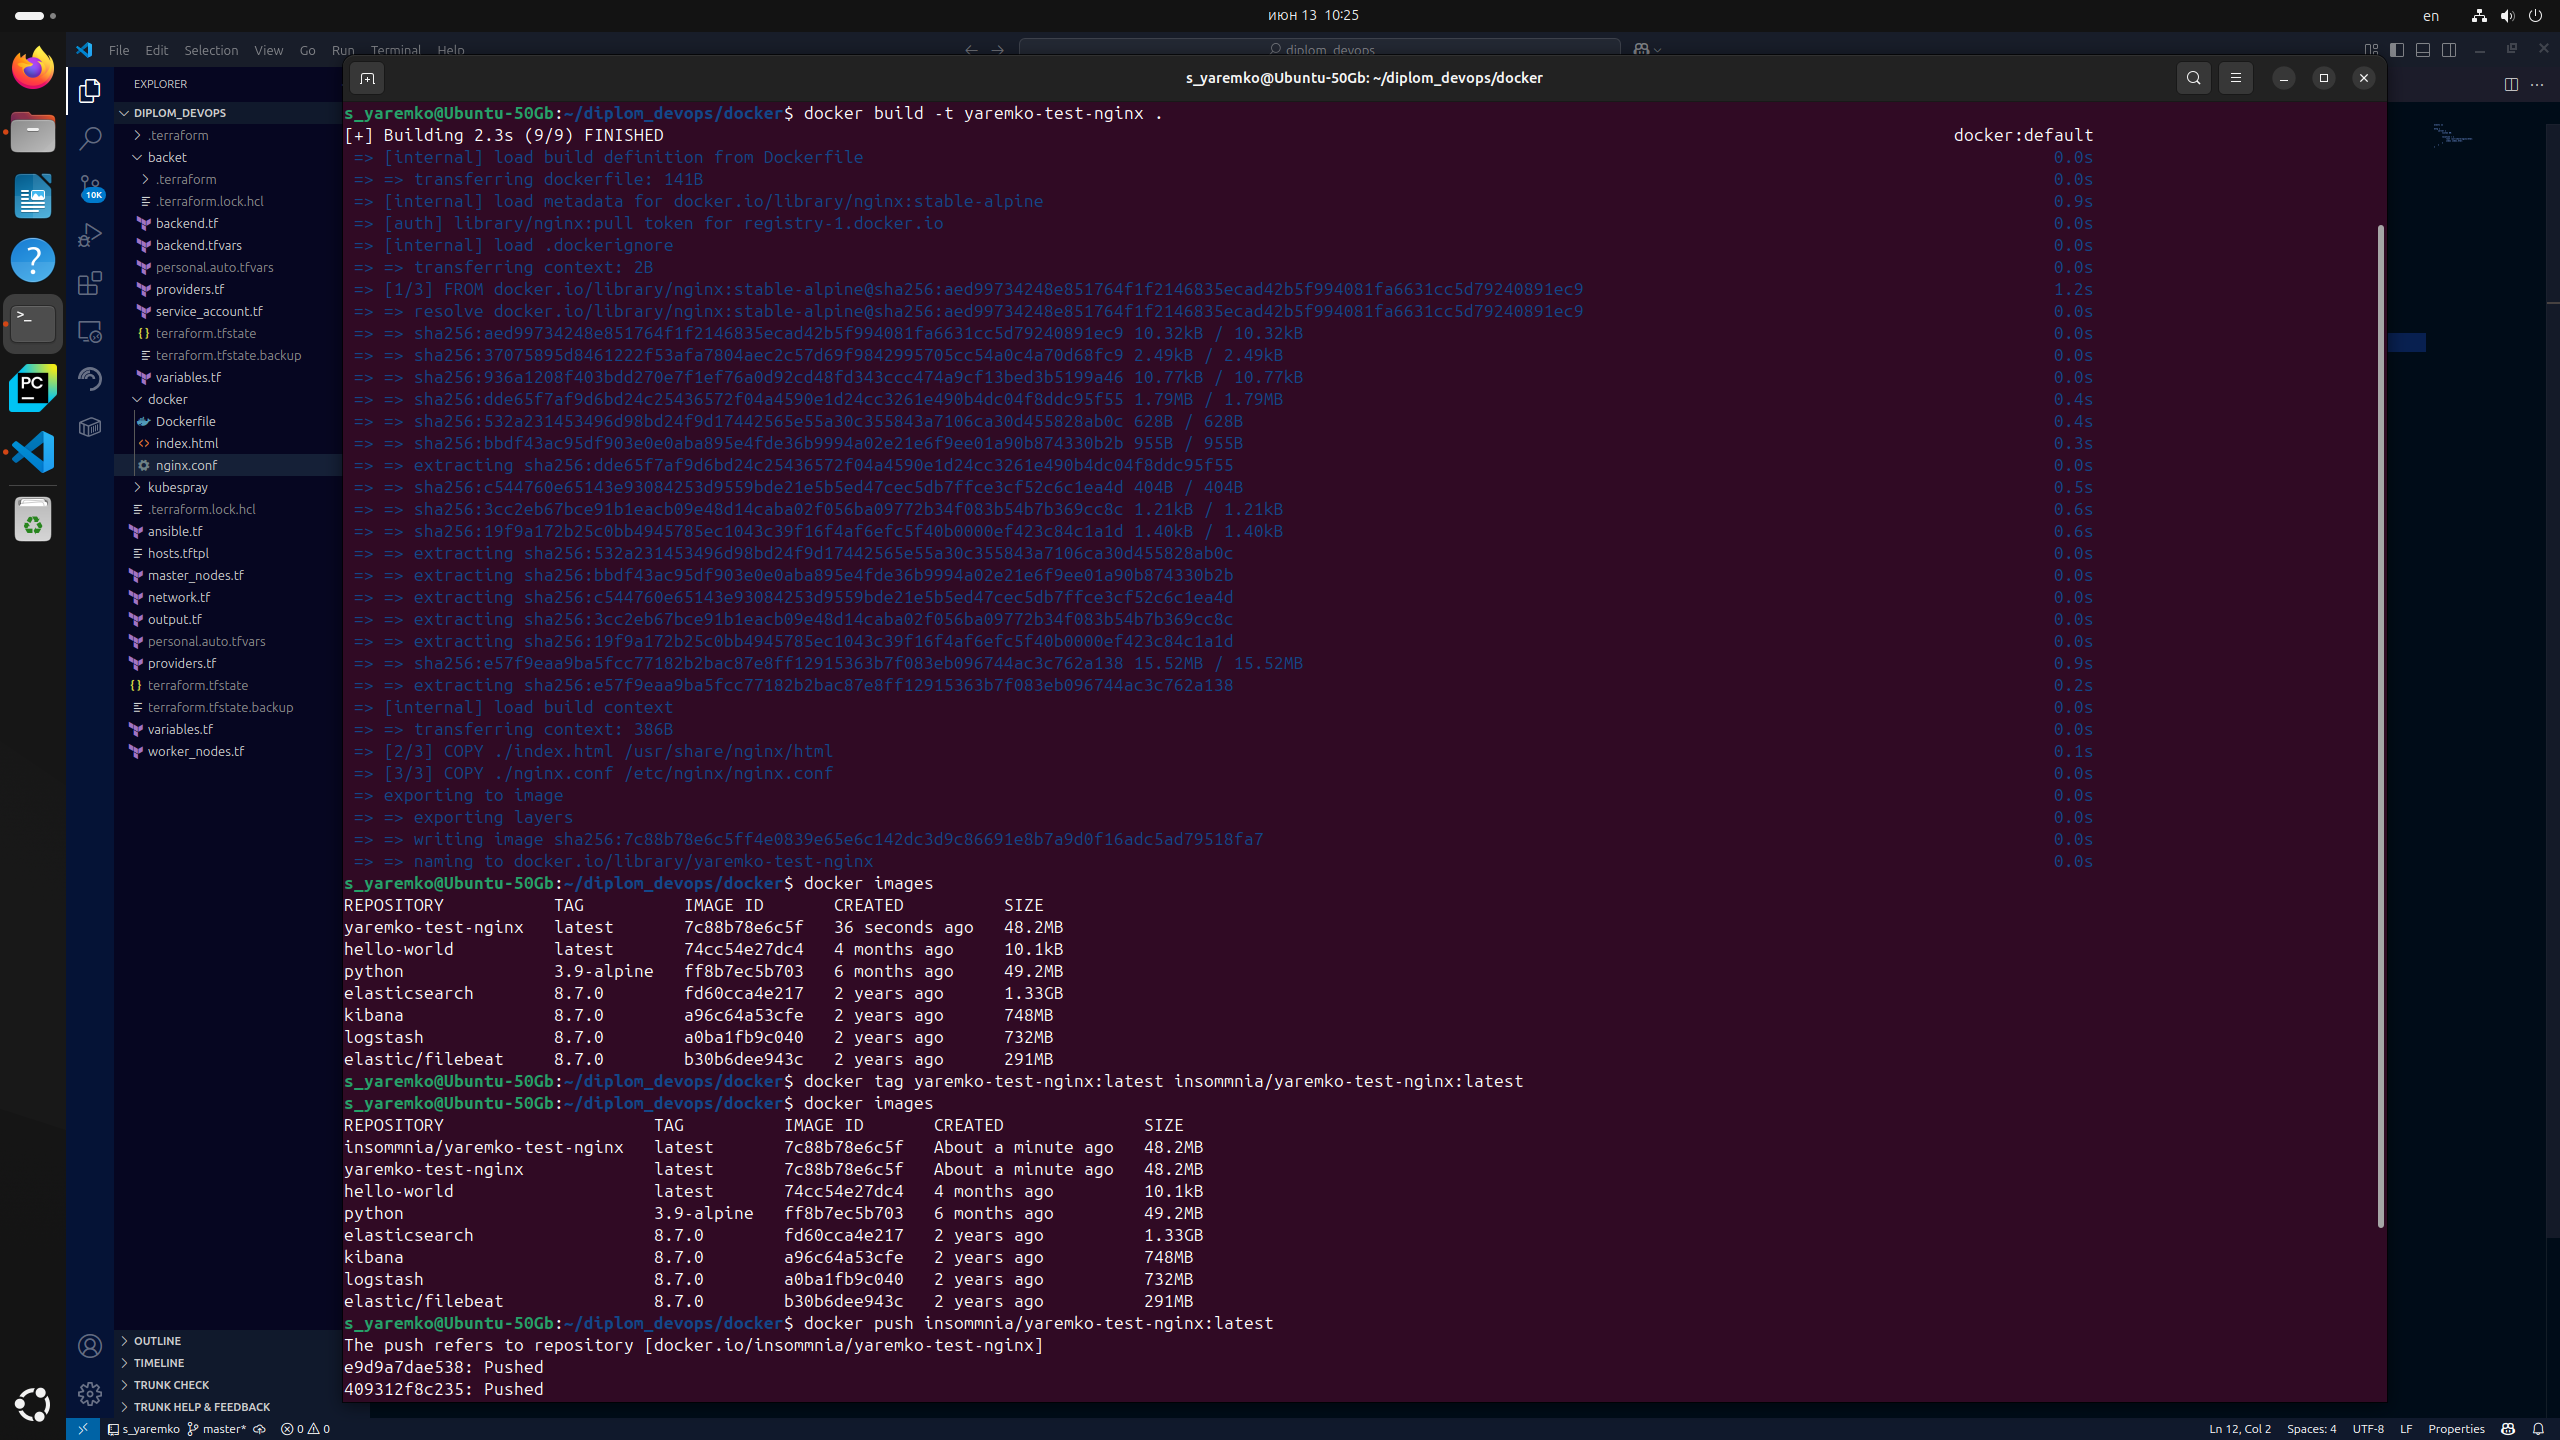 июн 13 10:25
en
File Edit Selection View Go Run Terminal Help
diplom_devops
EXPLORER
DIPLOM_DEVOPS
.terraform
backet
.terraform
.terraform.lock.hcl
backend.tf
backend.tfvars
personal.auto.tfvars
providers.tf
service_account.tf
terraform.tfstate
terraform.tfstate.backup
variables.tf
docker
Dockerfile
index.html
nginx.conf
kubespray
.terraform.lock.hcl
ansible.tf
hosts.tftpl
master_nodes.tf
network.tf
output.tf
personal.auto.tfvars
providers.tf
terraform.tfstate
terraform.tfstate.backup
variables.tf
worker_nodes.tf
OUTLINE
TIMELINE
TRUNK CHECK
TRUNK HELP & FEEDBACK
10K
PC
s_yaremko@Ubuntu-50Gb: ~/diplom_devops/docker
s_yaremko@Ubuntu-50Gb:~/diplom_devops/docker$ docker build -t yaremko-test-nginx .
[+] Building 2.3s (9/9) FINISHED docker:default
=> [internal] load build definition from Dockerfile 0.0s
=> => transferring dockerfile: 141B 0.0s
=> [internal] load metadata for docker.io/library/nginx:stable-alpine 0.9s
=> [auth] library/nginx:pull token for registry-1.docker.io 0.0s
=> [internal] load .dockerignore 0.0s
=> => transferring context: 2B 0.0s
=> [1/3] FROM docker.io/library/nginx:stable-alpine@sha256:aed99734248e851764f1f2146835ecad42b5f994081fa6631cc5d79240891ec9 1.2s
=> => resolve docker.io/library/nginx:stable-alpine@sha256:aed99734248e851764f1f2146835ecad42b5f994081fa6631cc5d79240891ec9 0.0s
=> => sha256:aed99734248e851764f1f2146835ecad42b5f994081fa6631cc5d79240891ec9 10.32kB / 10.32kB 0.0s
=> => sha256:37075895d8461222f53afa7804aec2c57d69f9842995705cc54a0c4a70d68fc9 2.49kB / 2.49kB 0.0s
=> => sha256:936a1208f403bdd270e7f1ef76a0d92cd48fd343ccc474a9cf13bed3b5199a46 10.77kB / 10.77kB 0.0s
=> => sha256:dde65f7af9d6bd24c25436572f04a4590e1d24cc3261e490b4dc04f8ddc95f55 1.79MB / 1.79MB 0.4s
=> => sha256:532a231453496d98bd24f9d17442565e55a30c355843a7106ca30d455828ab0c 628B / 628B 0.4s
=> => sha256:bbdf43ac95df903e0e0aba895e4fde36b9994a02e21e6f9ee01a90b874330b2b 955B / 955B 0.3s
=> => extracting sha256:dde65f7af9d6bd24c25436572f04a4590e1d24cc3261e490b4dc04f8ddc95f55 0.0s
=> => sha256:c544760e65143e93084253d9559bde21e5b5ed47cec5db7ffce3cf52c6c1ea4d 404B / 404B 0.5s
=> => sha256:3cc2eb67bce91b1eacb09e48d14caba02f056ba09772b34f083b54b7b369cc8c 1.21kB / 1.21kB 0.6s
=> => sha256:19f9a172b25c0bb4945785ec1043c39f16f4af6efc5f40b0000ef423c84c1a1d 1.40kB / 1.40kB 0.6s
=> => extracting sha256:532a231453496d98bd24f9d17442565e55a30c355843a7106ca30d455828ab0c 0.0s
=> => extracting sha256:bbdf43ac95df903e0e0aba895e4fde36b9994a02e21e6f9ee01a90b874330b2b 0.0s
=> => extracting sha256:c544760e65143e93084253d9559bde21e5b5ed47cec5db7ffce3cf52c6c1ea4d 0.0s
=> => extracting sha256:3cc2eb67bce91b1eacb09e48d14caba02f056ba09772b34f083b54b7b369cc8c 0.0s
=> => extracting sha256:19f9a172b25c0bb4945785ec1043c39f16f4af6efc5f40b0000ef423c84c1a1d 0.0s
=> => sha256:e57f9eaa9ba5fcc77182b2bac87e8ff12915363b7f083eb096744ac3c762a138 15.52MB / 15.52MB 0.9s
=> => extracting sha256:e57f9eaa9ba5fcc77182b2bac87e8ff12915363b7f083eb096744ac3c762a138 0.2s
=> [internal] load build context 0.0s
=> => transferring context: 386B 0.0s
=> [2/3] COPY ./index.html /usr/share/nginx/html 0.1s
=> [3/3] COPY ./nginx.conf /etc/nginx/nginx.conf 0.0s
=> exporting to image 0.0s
=> => exporting layers 0.0s
=> => writing image sha256:7c88b78e6c5ff4e0839e65e6c142dc3d9c86691e8b7a9d0f16adc5ad79518fa7 0.0s
=> => naming to docker.io/library/yaremko-test-nginx 0.0s
s_yaremko@Ubuntu-50Gb:~/diplom_devops/docker$ docker images
REPOSITORY TAG IMAGE ID CREATED SIZE
yaremko-test-nginx latest 7c88b78e6c5f 36 seconds ago 48.2MB
hello-world latest 74cc54e27dc4 4 months ago 10.1kB
python 3.9-alpine ff8b7ec5b703 6 months ago 49.2MB
elasticsearch 8.7.0 fd60cca4e217 2 years ago 1.33GB
kibana 8.7.0 a96c64a53cfe 2 years ago 748MB
logstash 8.7.0 a0ba1fb9c040 2 years ago 732MB
elastic/filebeat 8.7.0 b30b6dee943c 2 years ago 291MB
s_yaremko@Ubuntu-50Gb:~/diplom_devops/docker$ docker tag yaremko-test-nginx:latest insommnia/yaremko-test-nginx:latest
s_yaremko@Ubuntu-50Gb:~/diplom_devops/docker$ docker images
REPOSITORY TAG IMAGE ID CREATED SIZE
insommnia/yaremko-test-nginx latest 7c88b78e6c5f About a minute ago 48.2MB
yaremko-test-nginx latest 7c88b78e6c5f About a minute ago 48.2MB
hello-world latest 74cc54e27dc4 4 months ago 10.1kB
python 3.9-alpine ff8b7ec5b703 6 months ago 49.2MB
elasticsearch 8.7.0 fd60cca4e217 2 years ago 1.33GB
kibana 8.7.0 a96c64a53cfe 2 years ago 748MB
logstash 8.7.0 a0ba1fb9c040 2 years ago 732MB
elastic/filebeat 8.7.0 b30b6dee943c 2 years ago 291MB
s_yaremko@Ubuntu-50Gb:~/diplom_devops/docker$ docker push insommnia/yaremko-test-nginx:latest
The push refers to repository [docker.io/insommnia/yaremko-test-nginx]
e9d9a7dae538: Pushed
409312f8c235: Pushed
s_yaremko master* 0 0 Ln 12, Col 2 Spaces: 4 UTF-8 LF Properties